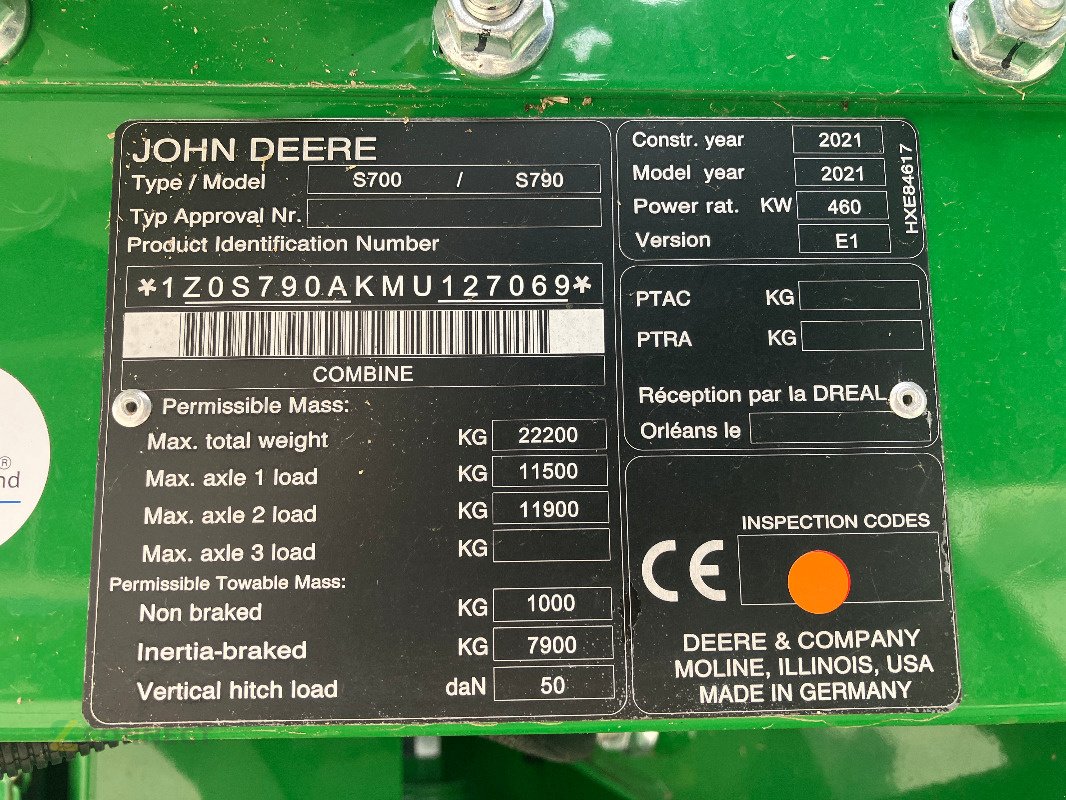 JOHN DEERE
Type / Model S700 / S790
Typ Approval Nr.
Product Identification Number
*1Z0S790AKMU127069*
COMBINE
Permissible Mass:
Max. total weight KG 22200
Max. axle 1 load KG 11500
Max. axle 2 load KG 11900
Max. axle 3 load KG
Permissible Towable Mass:
Non braked KG 1000
Inertia-braked KG 7900
Vertical hitch load daN 50
Constr. year 2021
Model year 2021
Power rat. KW 460
Version E1
HXE84617
PTAC KG
PTRA KG
Réception par la DREAL
Orléans le
INSPECTION CODES
CE
DEERE & COMPANY
MOLINE, ILLINOIS, USA
MADE IN GERMANY
®
nd